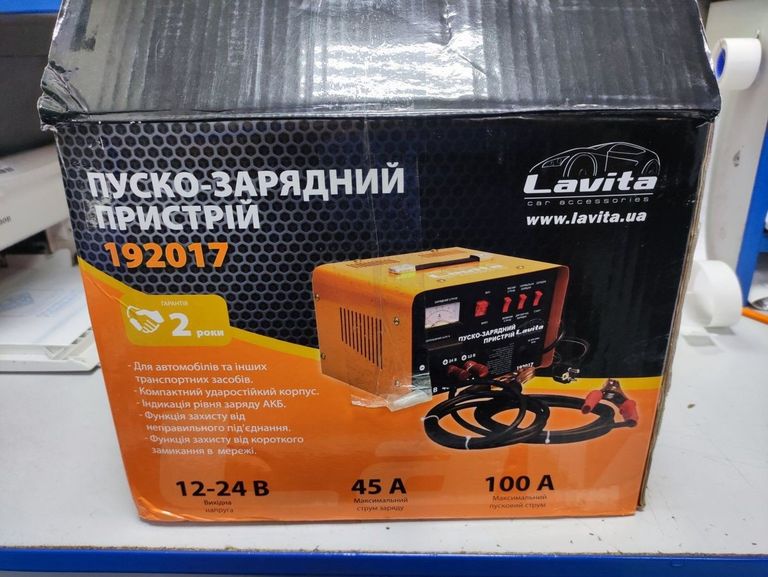 ПУСКО-ЗАРЯДНИЙ
ПРИСТРІЙ
192017
Lavita
car accessories
www.lavita.ua
ГАРАНТІЯ
2 роки
- Для автомобілів та інших
транспортних засобів.
- Компактний ударостійкий корпус.
- Індикація рівня заряду АКБ.
- Функція захисту від
неправильного під'єднання.
- Функція захисту від короткого
замикання в мережі.
Lavita
ПУСКО-ЗАРЯДНИЙ
ПРИСТРІЙ Lavita
192017
12-24 В
Вихідна
напруга
45 А
Максимальний
струм заряду
100 А
Максимальний
пусковий струм